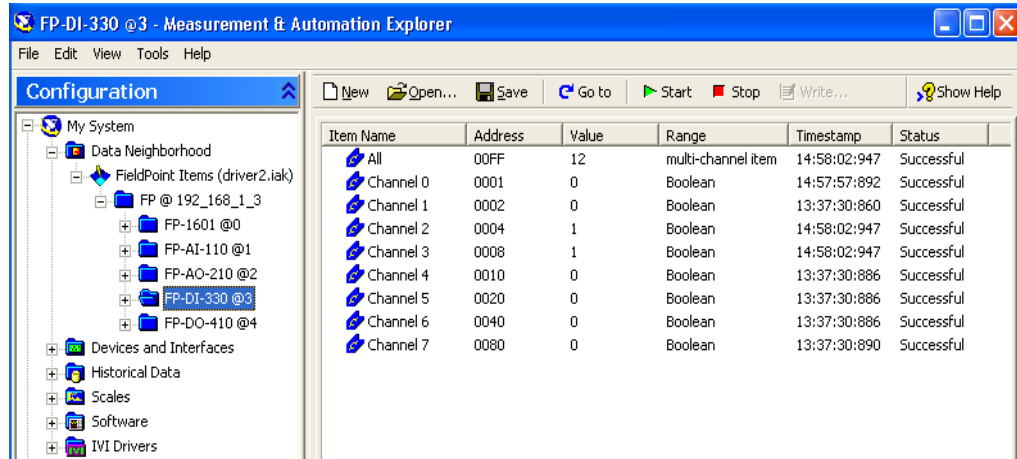 FP-DI-330 @3 - Measurement & Automation Explorer
File Edit View Tools Help
Configuration
New Open... Save Go to Start Stop Write... Show Help
My System
Data Neighborhood
FieldPoint Items (driver2.iak)
FP @ 192_168_1_3
FP-1601 @0
FP-AI-110 @1
FP-AO-210 @2
FP-DI-330 @3
FP-DO-410 @4
Devices and Interfaces
Historical Data
Scales
Software
IVI Drivers
Item Name Address Value Range Timestamp Status
All 00FF 12 multi-channel item 14:58:02:947 Successful
Channel 0 0001 0 Boolean 14:57:57:892 Successful
Channel 1 0002 0 Boolean 13:37:30:860 Successful
Channel 2 0004 1 Boolean 14:58:02:947 Successful
Channel 3 0008 1 Boolean 14:58:02:947 Successful
Channel 4 0010 0 Boolean 13:37:30:886 Successful
Channel 5 0020 0 Boolean 13:37:30:886 Successful
Channel 6 0040 0 Boolean 13:37:30:886 Successful
Channel 7 0080 0 Boolean 13:37:30:890 Successful